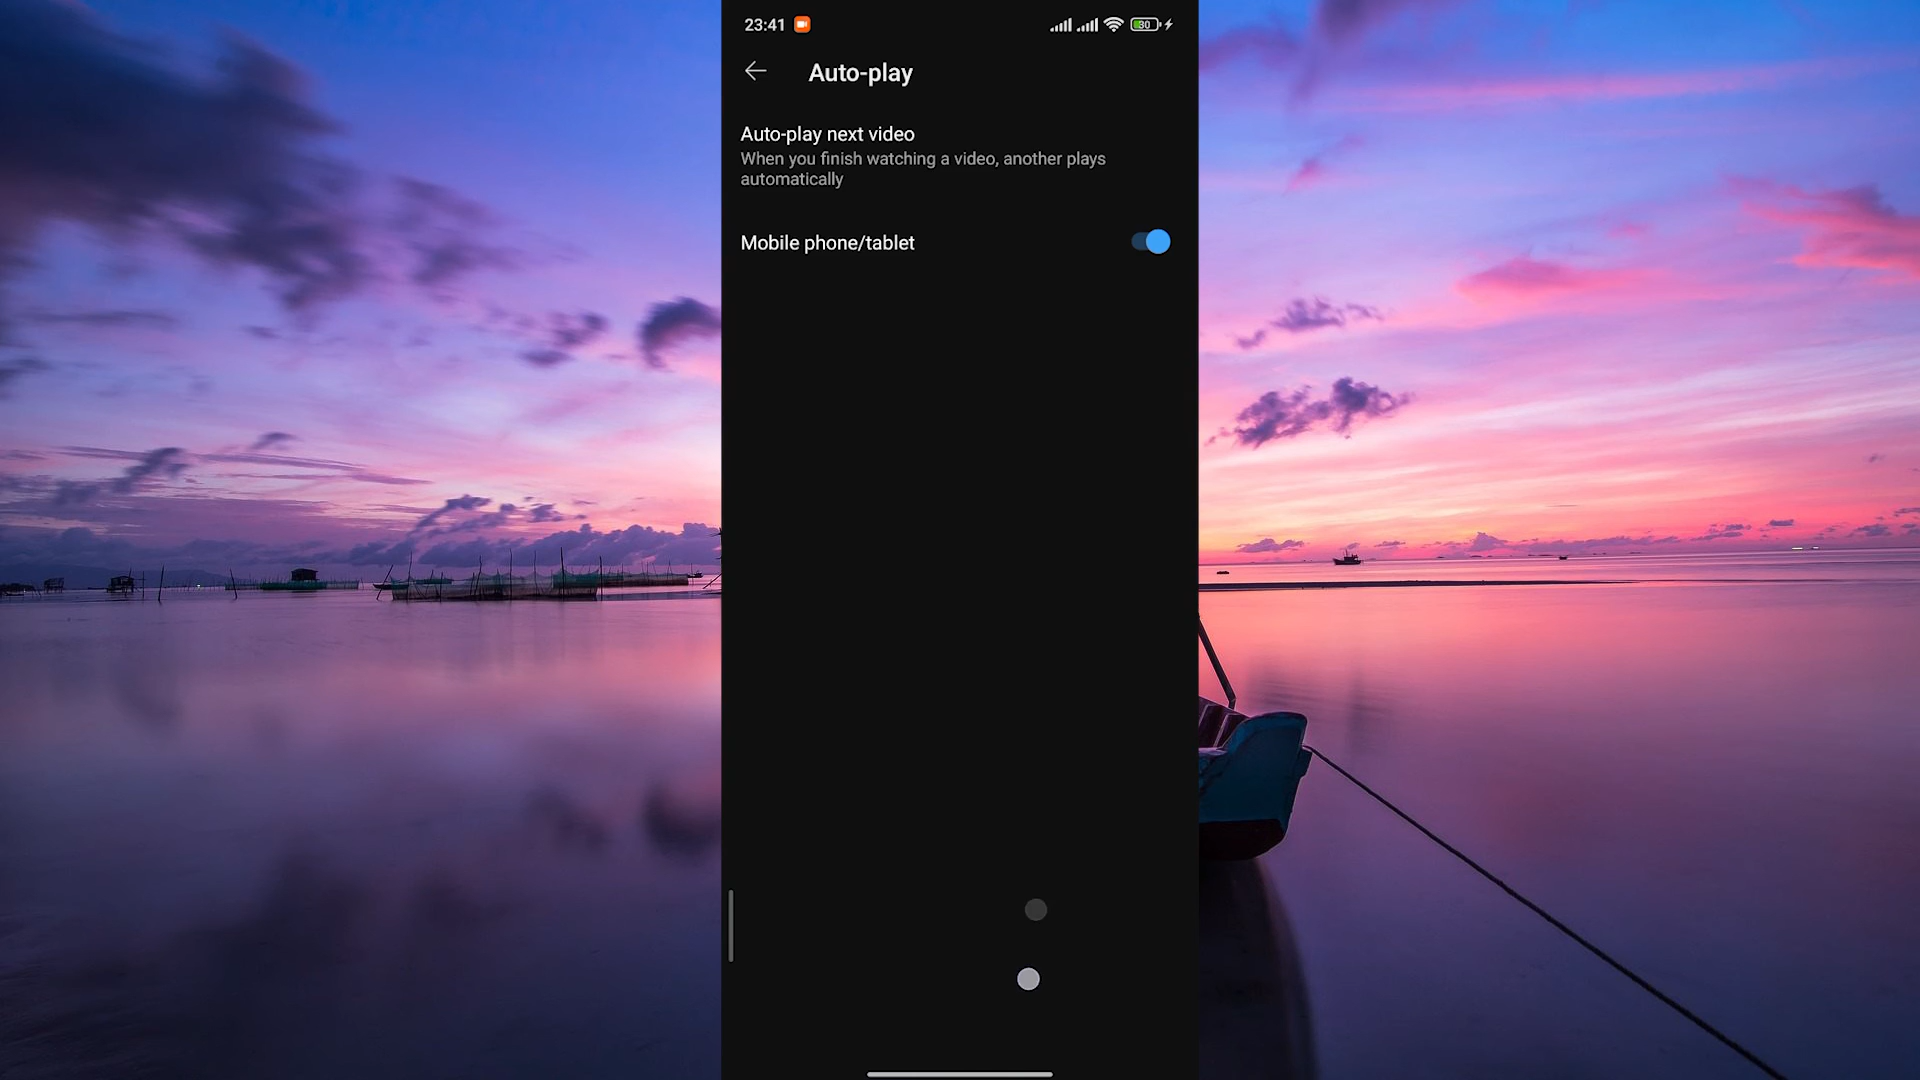 23:41
30
Auto-play
Auto-play next video
When you finish watching a video, another plays
automatically
Mobile phone/tablet